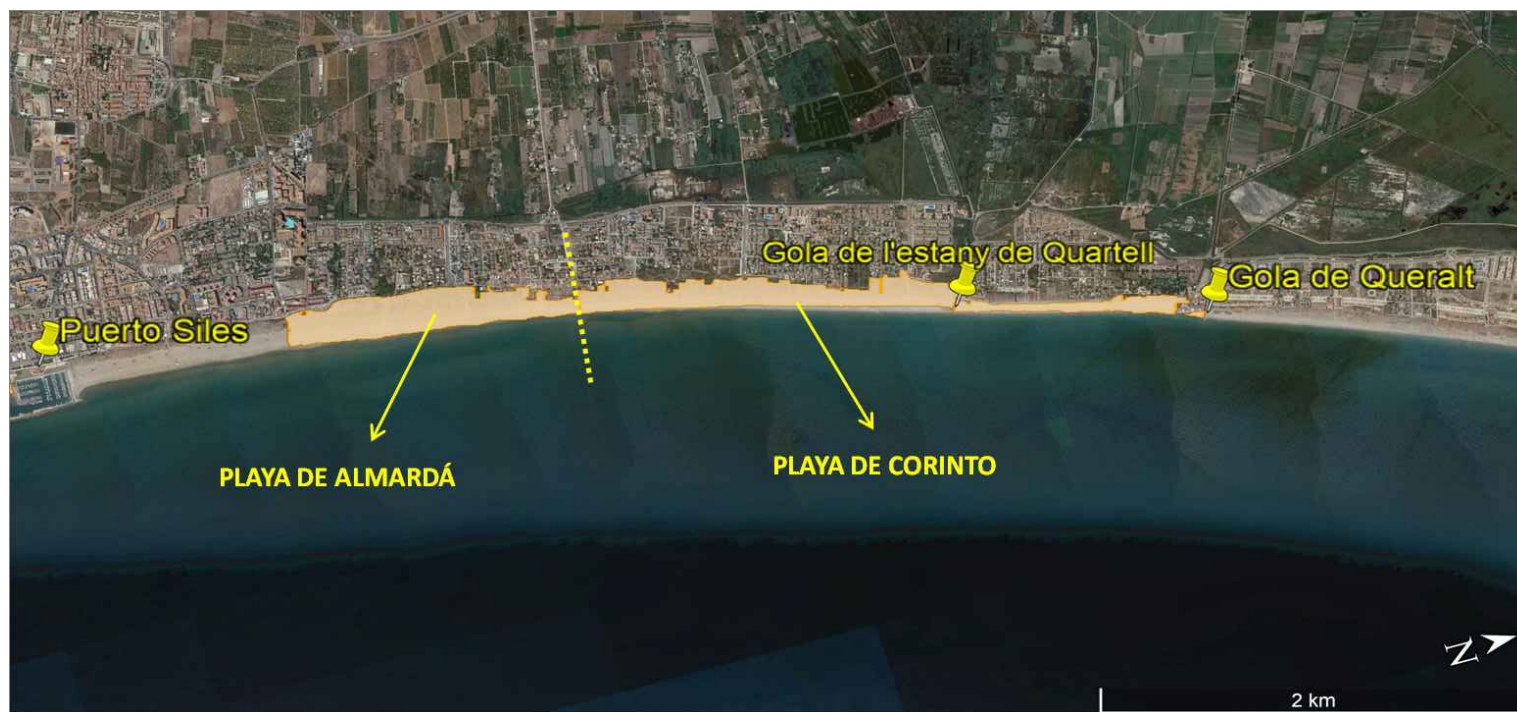 Gola de l'estany de Quartell
Gola de Queralt
Puerto Siles
PLAYA DE ALMARDÁ
PLAYA DE CORINTO
N
2 km